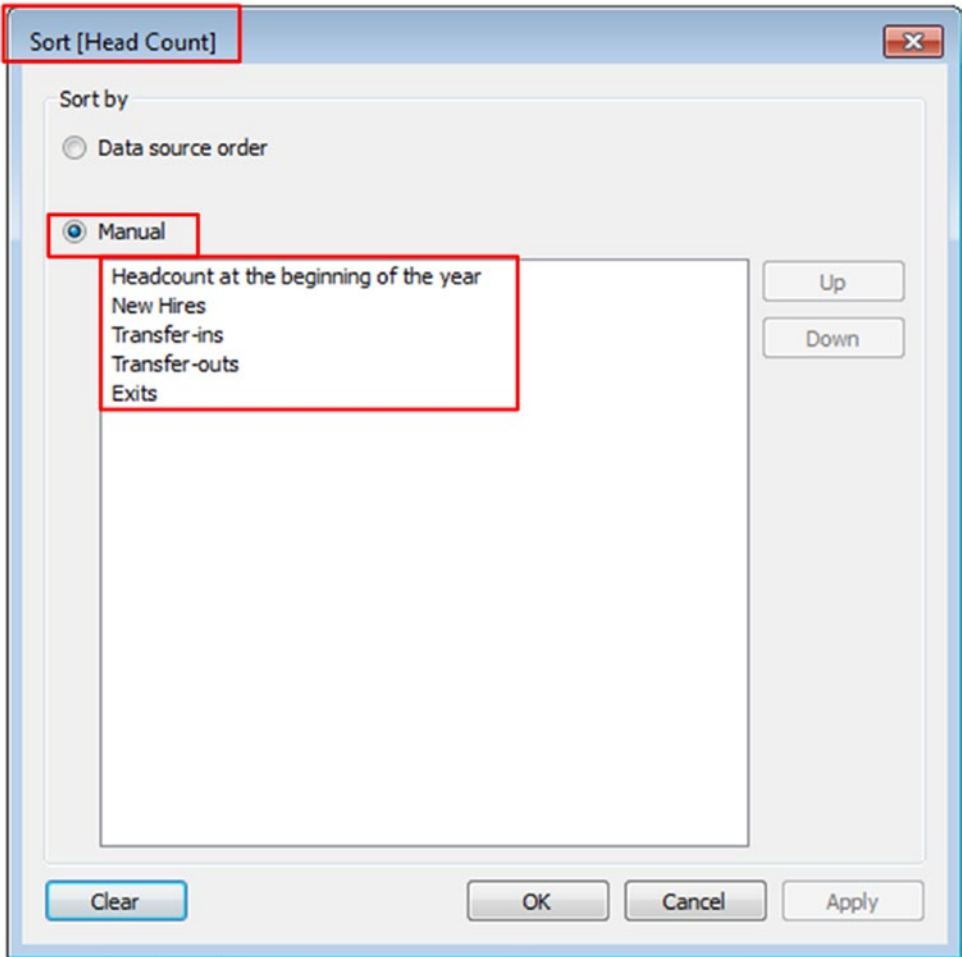 Sort [Head Count]
Sort by
Data source order
Manual
Headcount at the beginning of the year
New Hires
Transfer-ins
Transfer-outs
Exits
Up
Down
Clear
OK
Cancel
Apply